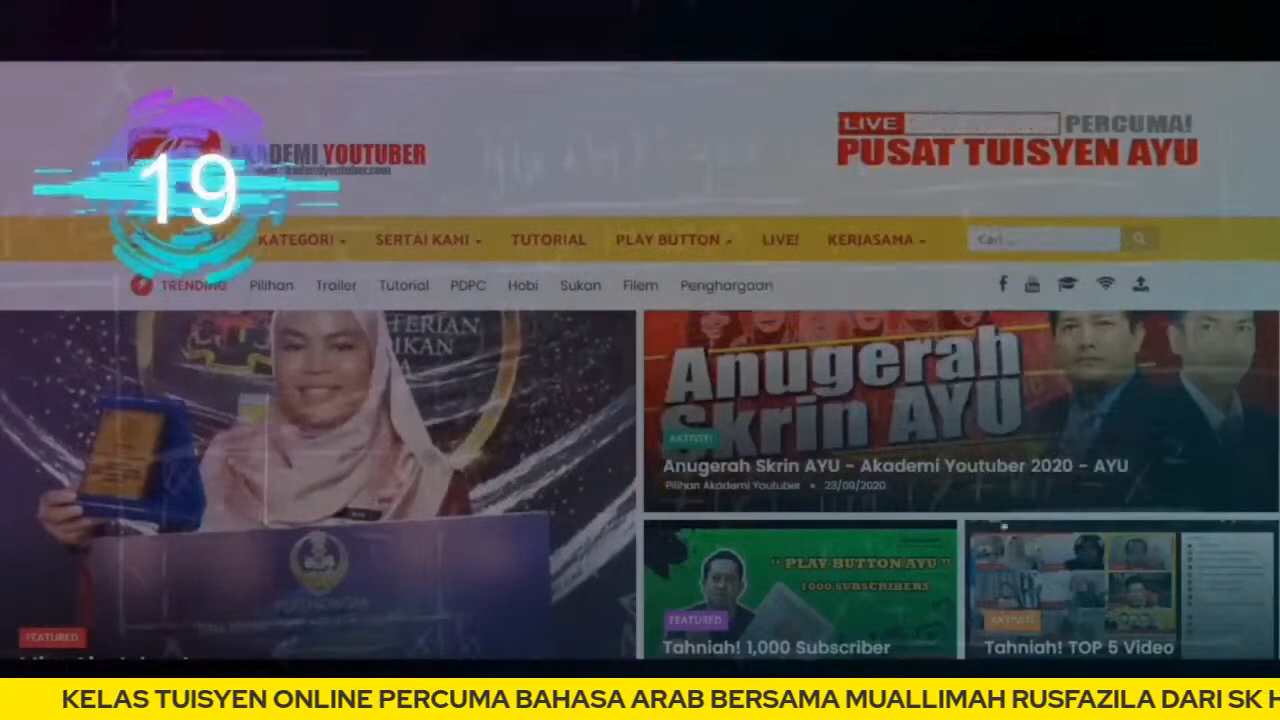 19
AKADEMI YOUTUBER
LIVE
PERCUMA!
PUSAT TUISYEN AYU
KATEGORI
SERTAI KAMI
TUTORIAL
PLAY BUTTON
LIVE!
KERJASAMA
Cari ...
TRENDING
Pilihan
Trailer
Tutorial
PDPC
Hobi
Sukan
Filem
Penghargaan
Anugerah
Skrin AYU
AKTIVITI
Anugerah Skrin AYU - Akademi Youtuber 2020 - AYU
Pilihan Akademi Youtuber • 23/09/2020
" PLAY BUTTON AYU "
1000 SUBSCRIBERS
FEATURED
Tahniah! 1,000 Subscriber
AKTIVITI
Tahniah! TOP 5 Video
FEATURED
KELAS TUISYEN ONLINE PERCUMA BAHASA ARAB BERSAMA MUALLIMAH RUSFAZILA DARI SK